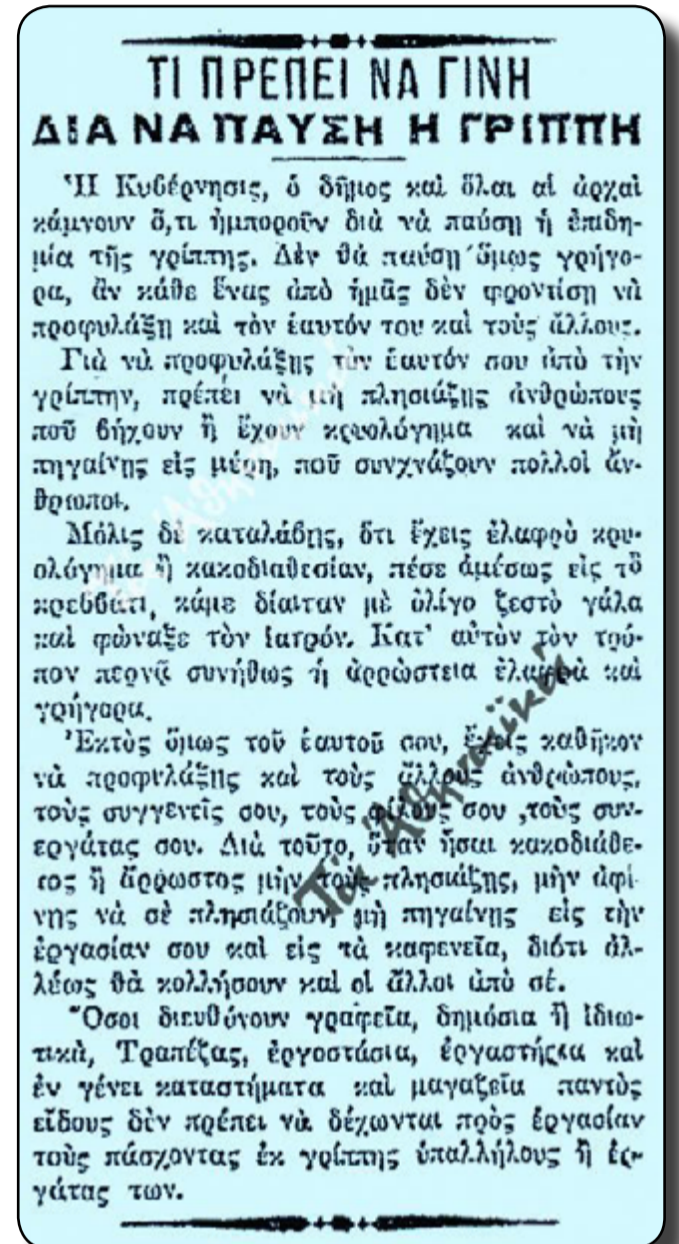 ΤΙ ΠΡΕΠΕΙ ΝΑ ΓΙΝΗ
ΔΙΑ ΝΑ ΠΑΥΣΗ Η ΓΡΙΠΠΗ
Ἡ Κυβέρνησις, ὁ δῆμος καὶ ὅλαι αἱ ἀρχαὶ
κάμνουν ὅ,τι ἠμποροῦν διὰ νὰ παύσῃ ἡ ἐπιδη-
μία τῆς γρίππης. Δὲν θὰ παύσῃ ὅμως γρήγο-
ρα, ἂν κάθε ἕνας ἀπὸ ἡμᾶς δὲν φροντίσῃ νὰ
προφυλάξῃ καὶ τὸν ἑαυτόν του καὶ τοὺς ἄλλους.
Γιὰ νὰ προφυλάξῃς τὸν ἑαυτόν σου ἀπὸ τὴν
γρίππην, πρέπει νὰ μὴ πλησιάζῃς ἀνθρώπους
ποῦ βήχουν ἢ ἔχουν κρυολόγημα καὶ νὰ μὴ
πηγαίνῃς εἰς μέρη, ποῦ συχνάζουν πολλοὶ ἄν-
θρωποι.
Μόλις δὲ καταλάβῃς, ὅτι ἔχεις ἐλαφρὸ κρυ-
ολόγημα ἢ κακοδιαθεσίαν, πέσε ἀμέσως εἰς τὸ
κρεββάτι, κάμε δίαιταν μὲ ὀλίγο ζεστὸ γάλα
καὶ φώναξε τὸν ἰατρόν. Κατ' αὐτὸν τὸν τρό-
πον περνᾷ συνήθως ἡ ἀρρώστεια ἐλαφρὰ καὶ
γρήγορα.
Ἐκτὸς ὅμως τοῦ ἑαυτοῦ σου, ἔχεις καθῆκον
νὰ προφυλάξῃς καὶ τοὺς ἄλλους ἀνθρώπους,
τοὺς συγγενεῖς σου, τοὺς φίλους σου ,τοὺς συν-
εργάτας σου. Διὰ τοῦτο, ὅταν ἦσαι κακοδιάθε-
τος ἢ ἄρρωστος μὴν τοὺς πλησιάζῃς, μὴν ἀφί-
νῃς νὰ σὲ πλησιάζουν, μὴ πηγαίνῃς εἰς τὴν
ἐργασίαν σου καὶ εἰς τὰ καφενεῖα, διότι ἀλ-
λέως θὰ κολλήσουν καὶ οἱ ἄλλοι ἀπὸ σέ.
Ὅσοι διευθύνουν γραφεῖα, δημόσια ἢ ἰδιω-
τικὰ, Τραπέζας, ἐργοστάσια, ἐργαστήρια καὶ
ἐν γένει καταστήματα καὶ μαγαζεῖα παντὸς
εἴδους δὲν πρέπει νὰ δέχωνται πρὸς ἐργασίαν
τοὺς πάσχοντας ἐκ γρίππης ὑπαλλήλους ἢ ἐρ-
γάτας των.
Τὰ Ἀθηναϊκά
Τὰ Ἀθηναϊκά